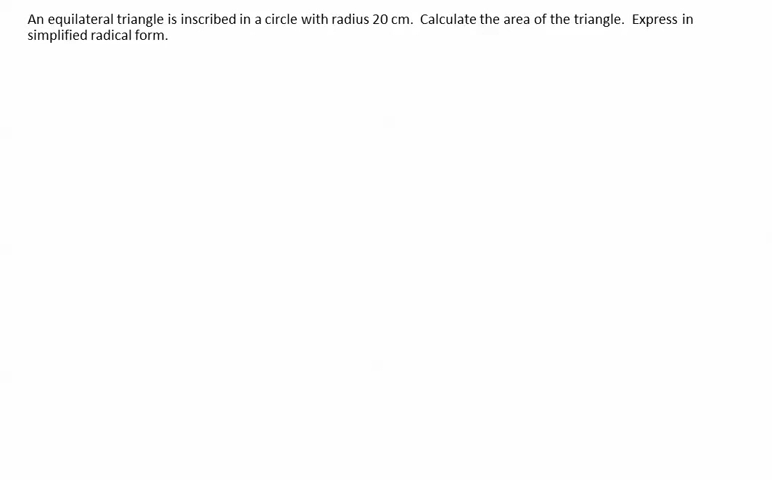 An equilateral triangle is inscribed in a circle with radius 20 cm.  Calculate the area of the triangle.  Express in
simplified radical form.